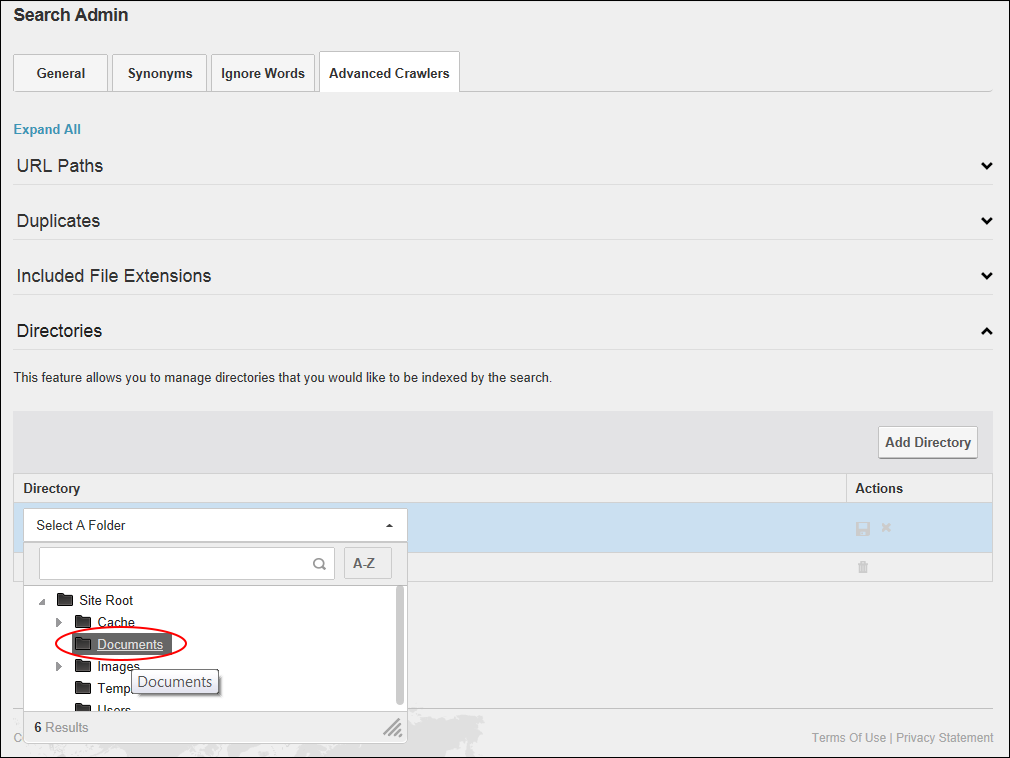 Search Admin
General Synonyms Ignore Words Advanced Crawlers
Expand All
URL Paths
Duplicates
Included File Extensions
Directories
This feature allows you to manage directories that you would like to be indexed by the search.
Add Directory
Directory Actions
Select A Folder
A-Z
Site Root
Cache
Documents
Images
Documents
Temp
Users
6 Results
C
Terms Of Use | Privacy Statement